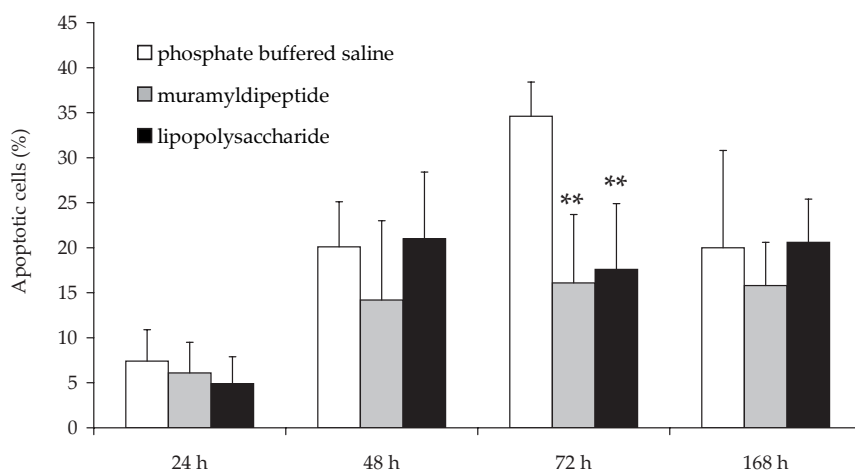 45
40
35
30
25
20
15
10
5
0
Apoptotic cells (%)
phosphate buffered saline
muramyldipeptide
lipopolysaccharide
**
**
24 h
48 h
72 h
168 h